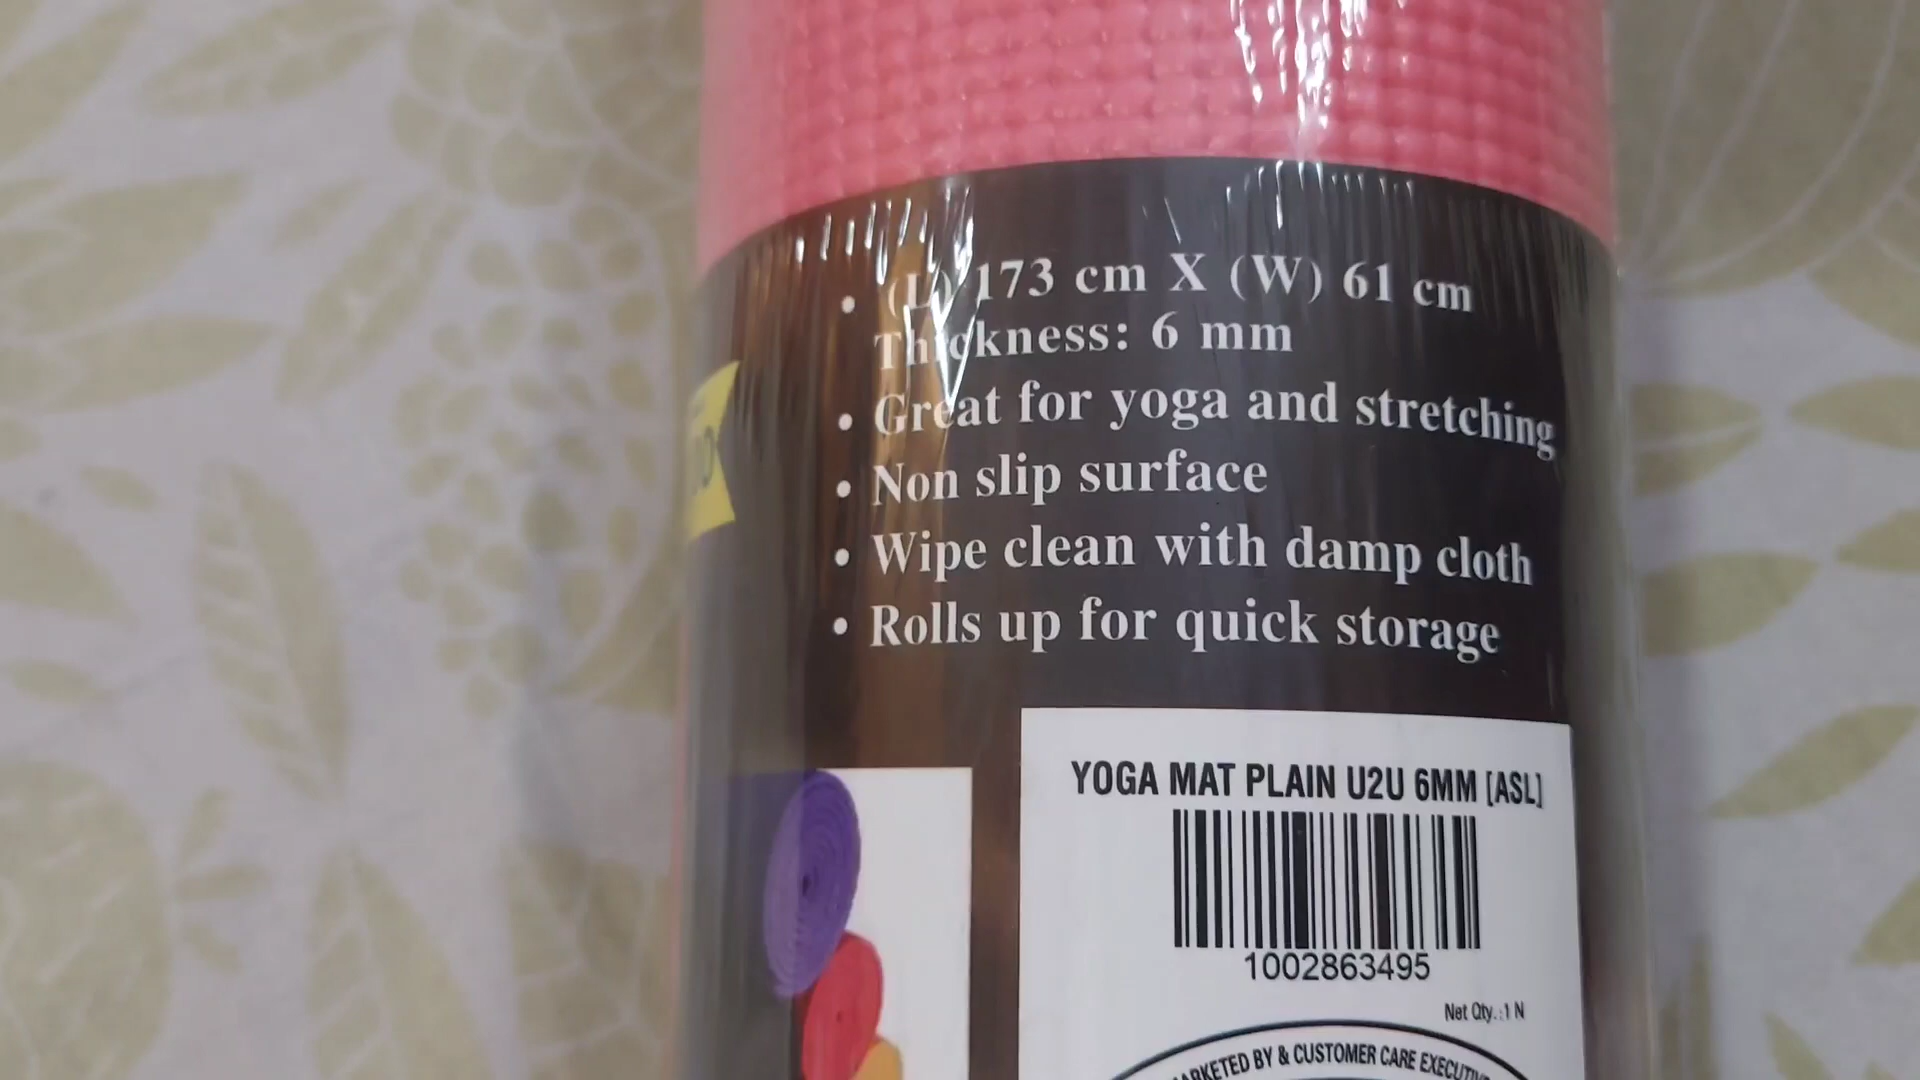 • (L) 173 cm X (W) 61 cm
Thickness: 6 mm
• Great for yoga and stretching
• Non slip surface
• Wipe clean with damp cloth
• Rolls up for quick storage
YOGA MAT PLAIN U2U 6MM [ASL]
1002863495
Net Qty.:1 N
BY & CUSTOMER CARE